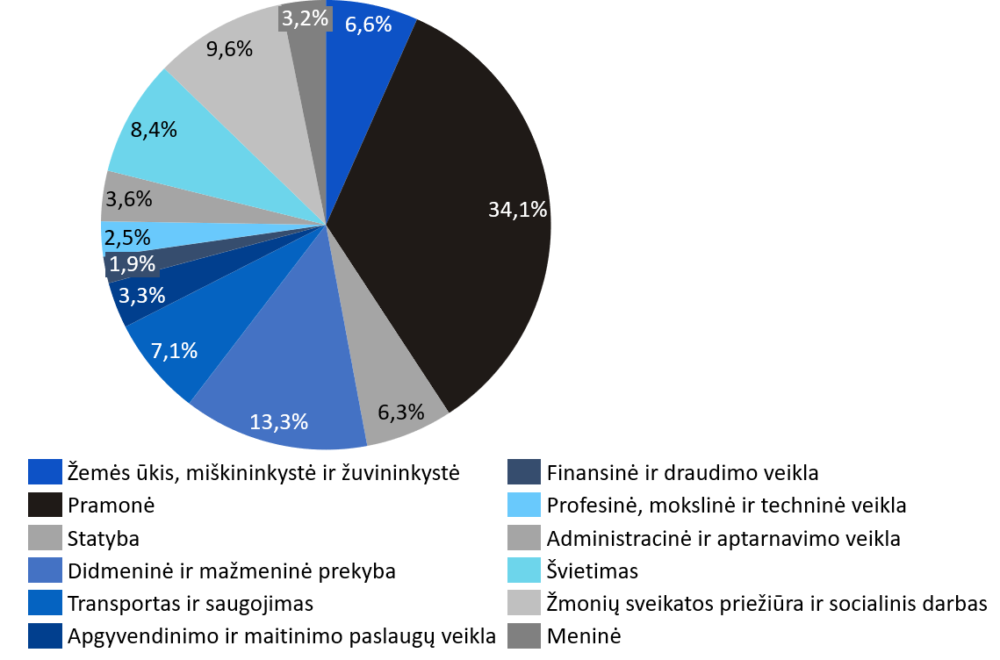 3,2%
6,6%
9,6%
8,4%
34,1%
3,6%
2,5%
1,9%
3,3%
7,1%
6,3%
13,3%
Žemės ūkis, miškininkystė ir žuvininkystė
Pramonė
Statyba
Didmeninė ir mažmeninė prekyba
Transportas ir saugojimas
Apgyvendinimo ir maitinimo paslaugų veikla
Finansinė ir draudimo veikla
Profesinė, mokslinė ir techninė veikla
Administracinė ir aptarnavimo veikla
Švietimas
Žmonių sveikatos priežiūra ir socialinis darbas
Meninė